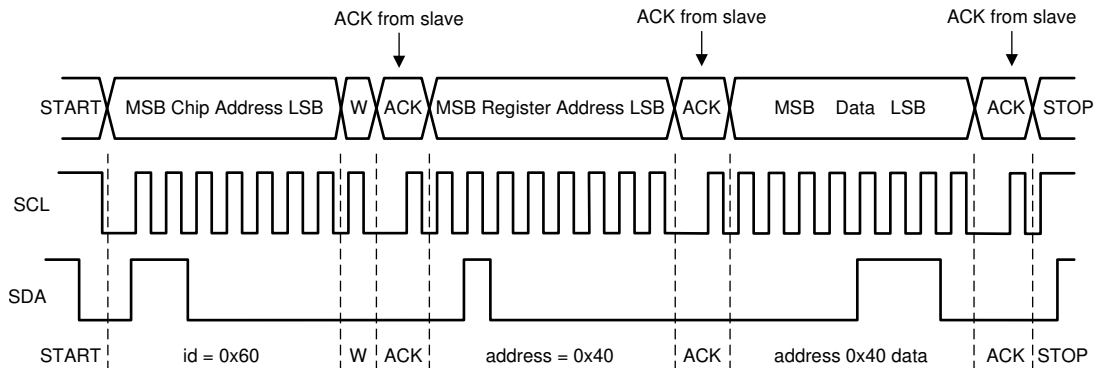 ACK from slave ACK from slave ACK from slave
START MSB Chip Address LSB W ACK MSB Register Address LSB ACK MSB Data LSB ACK STOP
SCL
SDA
START id = 0x60 W ACK address = 0x40 ACK address 0x40 data ACK STOP